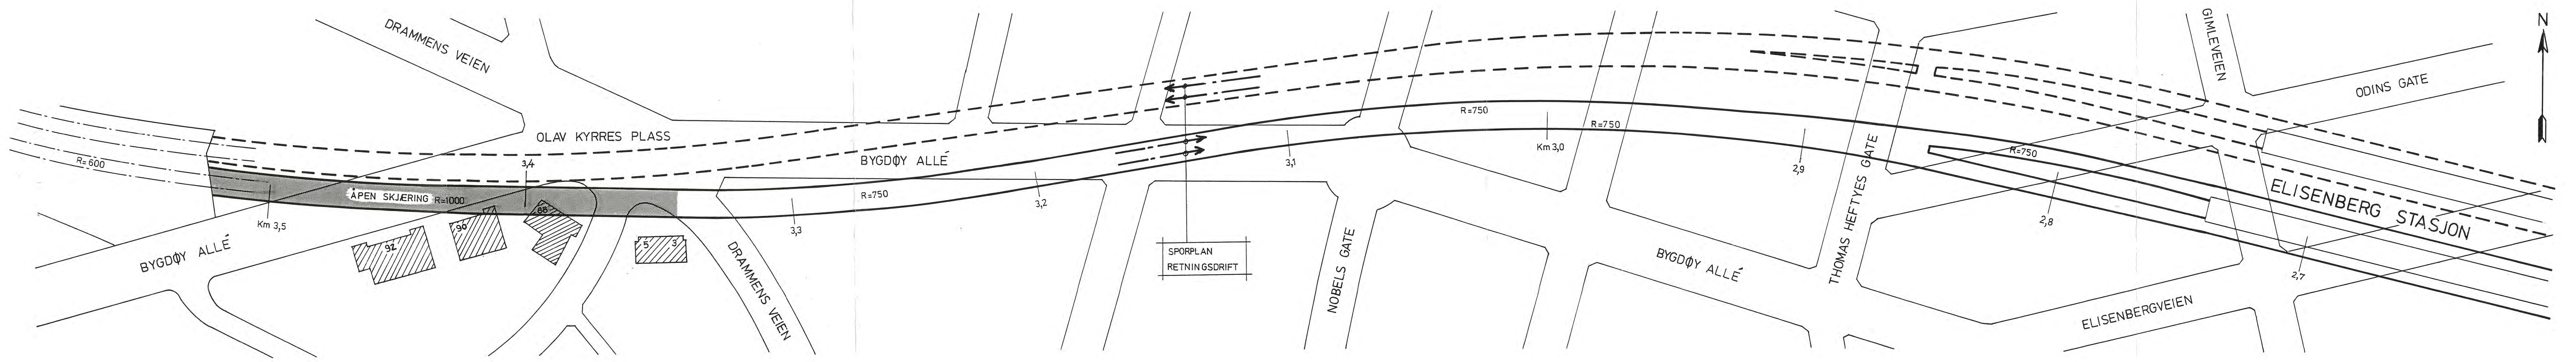 DRAMMENS VEIEN
GIMLEVEIEN
N
ODINS GATE
R=600
OLAV KYRRES PLASS
3,4
BYGDØY ALLÉ
R=750
R=750
Km 3,0
3,1
2,9
THOMAS HEFTYES GATE
R=750
ELISENBERG STASJON
ÅPEN SKJÆRING R=1000
R=750
3,2
3,3
2,8
2,7
Km 3,5
BYGDØY ALLÉ
92
90
88
5 3
DRAMMENS VEIEN
SPORPLAN
RETNINGSDRIFT
NOBELS GATE
BYGDØY ALLÉ
ELISENBERGVEIEN